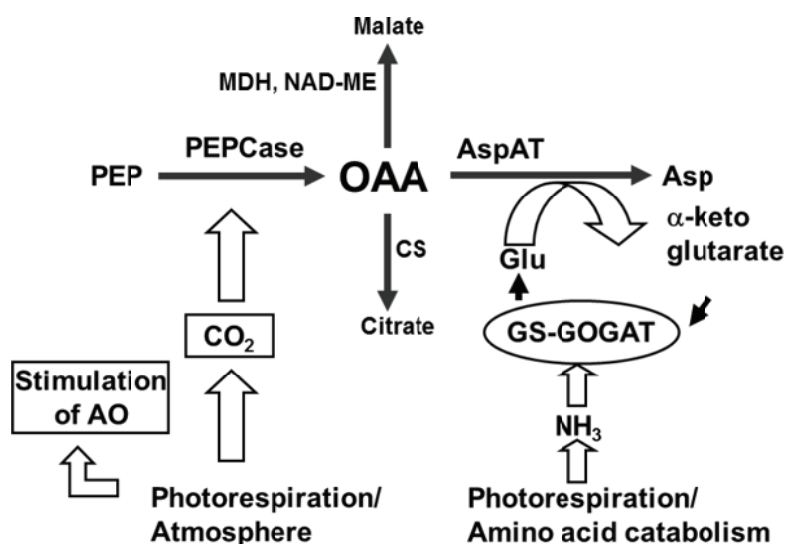 Malate
MDH, NAD-ME
PEPCase
AspAT
PEP
OAA
Asp
α-keto
glutarate
Glu
CS
Citrate
GS-GOGAT
CO₂
Stimulation
of AO
NH₃
Photorespiration/
Atmosphere
Photorespiration/
Amino acid catabolism